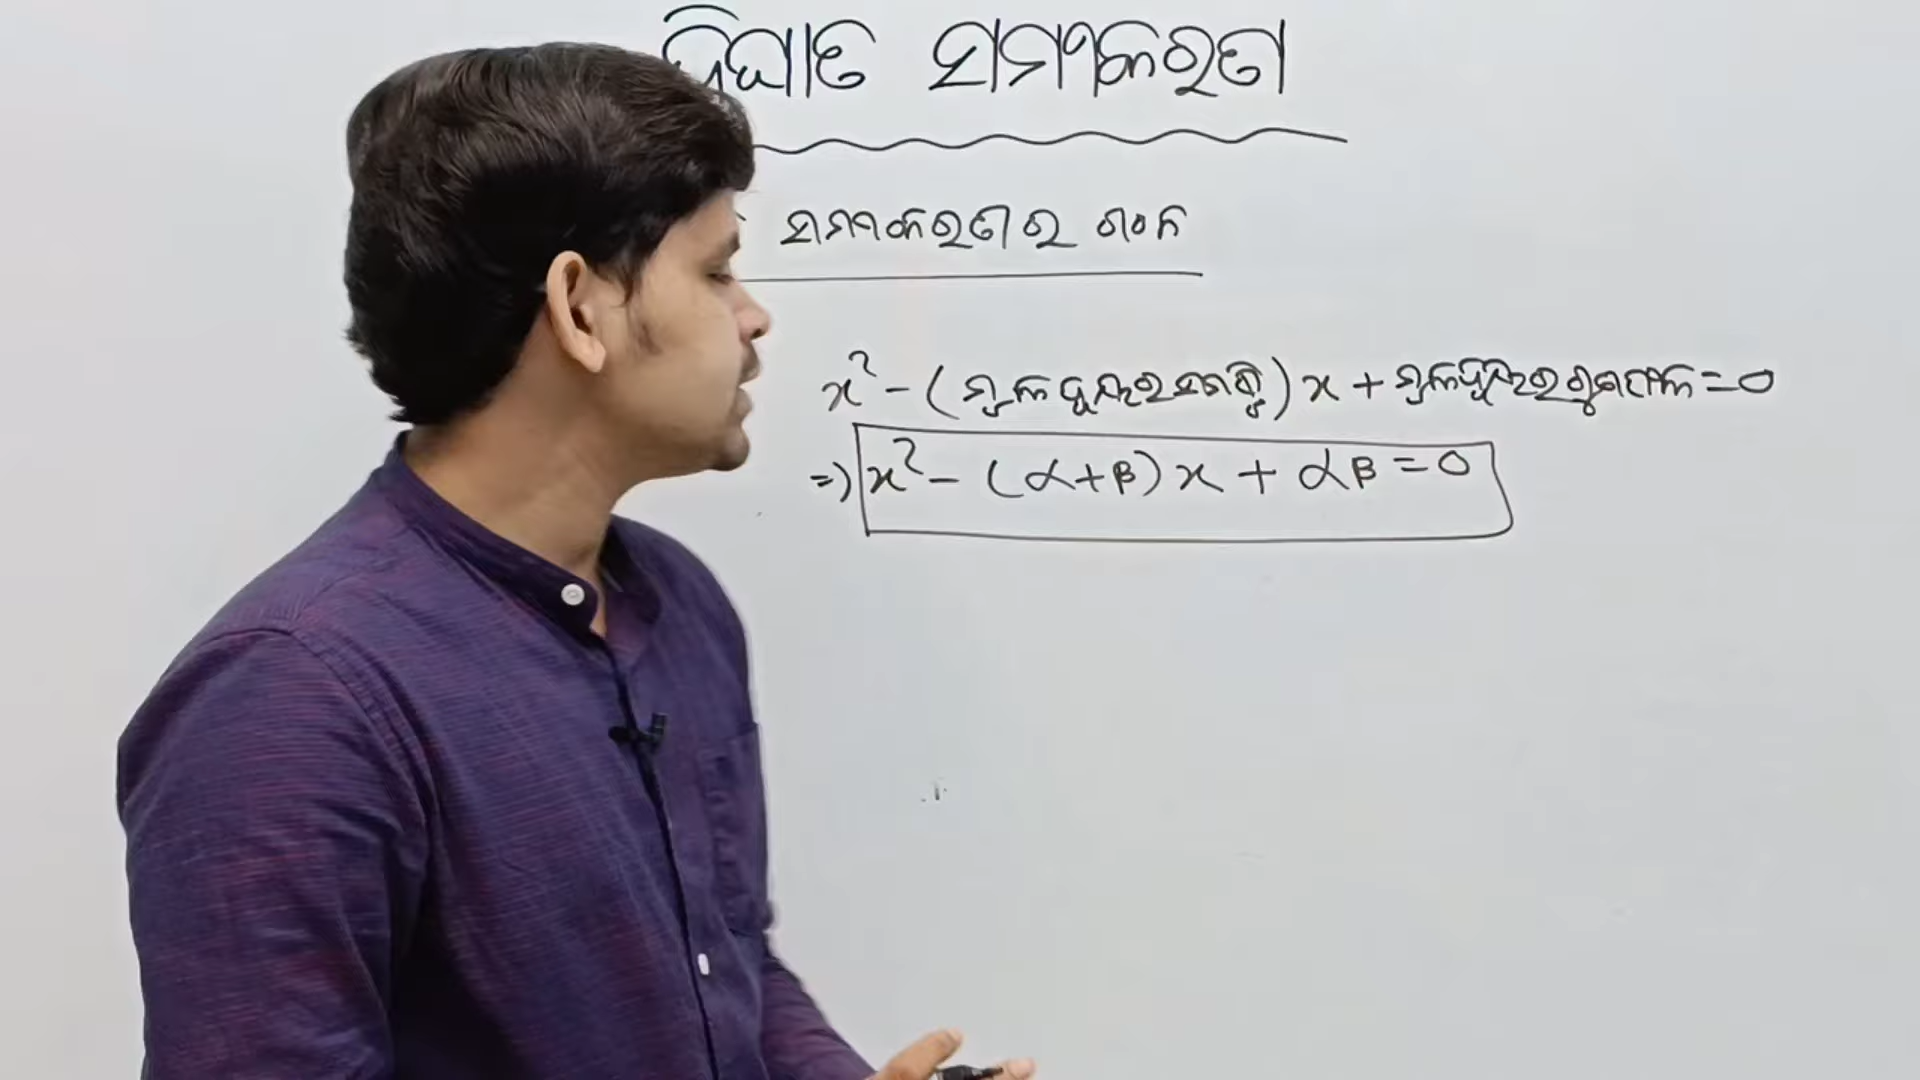 ଦ୍ବିଘାତ ସମୀକରଣ
ସମୀକରଣର ଗଠନ
x² - (ମୂଳଦ୍ୱୟର ସମଷ୍ଟି) x + ମୂଳଦ୍ୱୟର ଗୁଣଫଳ = 0
⇒ x² - (α+β) x + αβ = 0